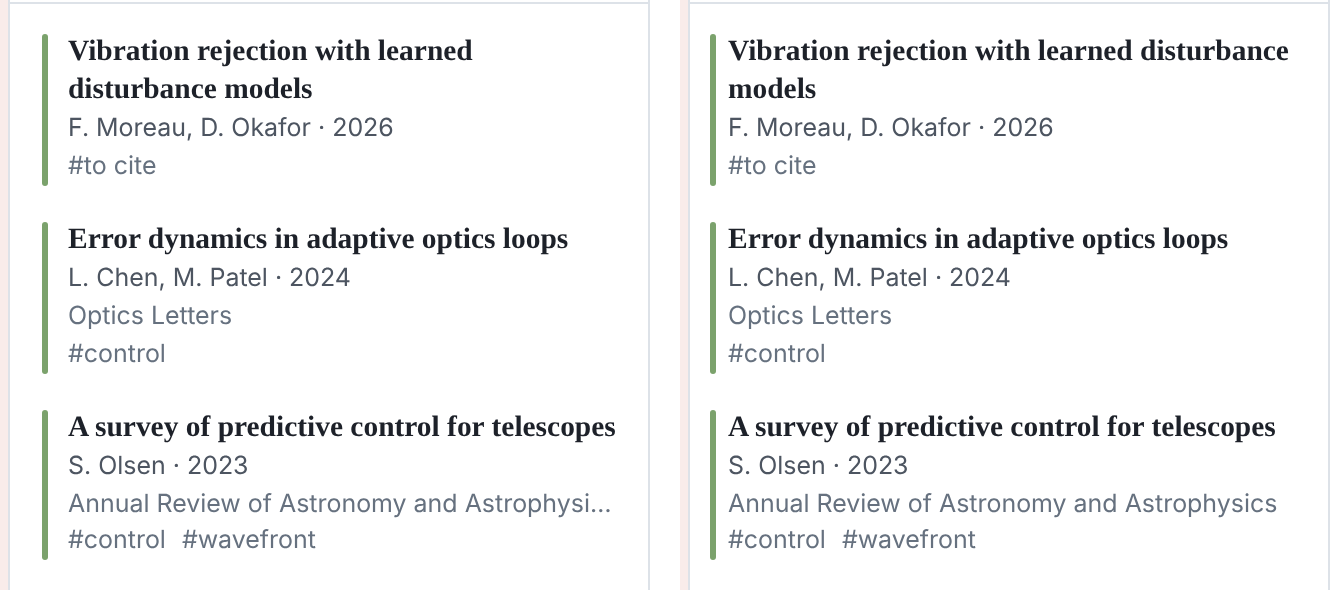 Vibration rejection with learned
disturbance models
F. Moreau, D. Okafor · 2026
#to cite
Error dynamics in adaptive optics loops
L. Chen, M. Patel · 2024
Optics Letters
#control
A survey of predictive control for telescopes
S. Olsen · 2023
Annual Review of Astronomy and Astrophysi...
#control #wavefront
Vibration rejection with learned disturbance
models
F. Moreau, D. Okafor · 2026
#to cite
Error dynamics in adaptive optics loops
L. Chen, M. Patel · 2024
Optics Letters
#control
A survey of predictive control for telescopes
S. Olsen · 2023
Annual Review of Astronomy and Astrophysics
#control #wavefront